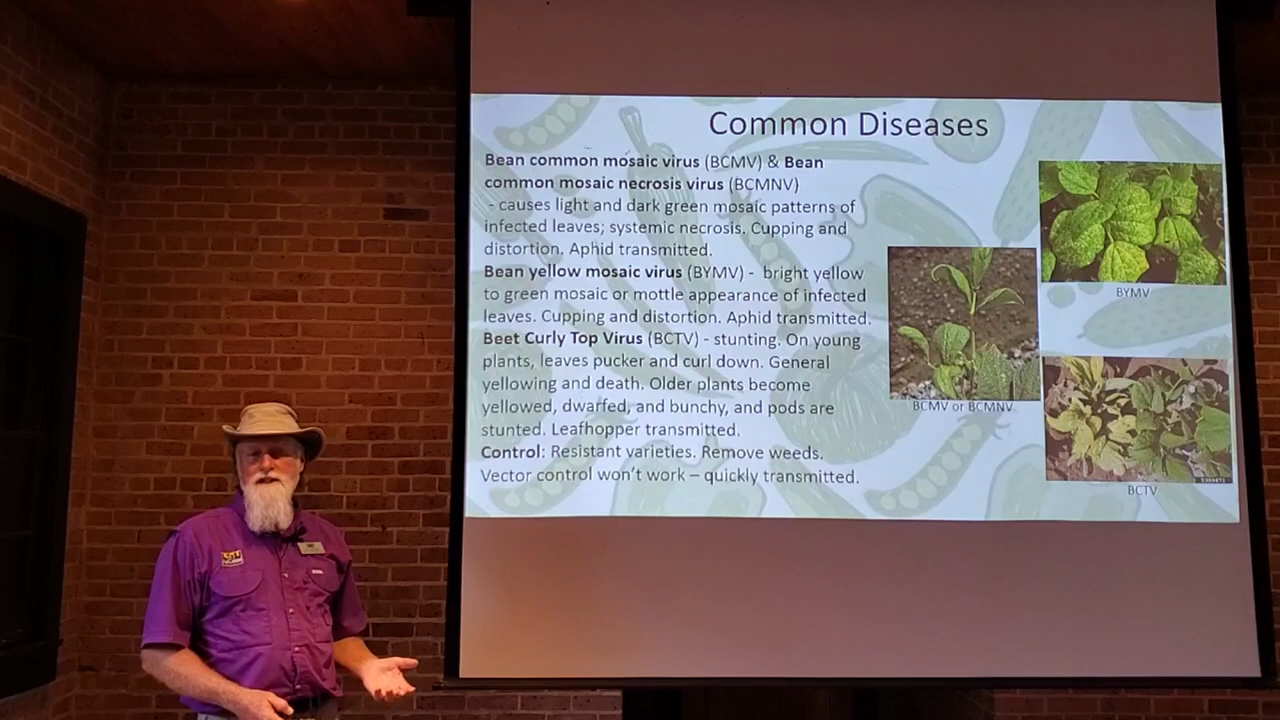 Common Diseases
Bean common mosaic virus (BCMV) & Bean
common mosaic necrosis virus (BCMNV)
- causes light and dark green mosaic patterns of
infected leaves; systemic necrosis. Cupping and
distortion. Aphid transmitted.
Bean yellow mosaic virus (BYMV) - bright yellow
to green mosaic or mottle appearance of infected
leaves. Cupping and distortion. Aphid transmitted.
Beet Curly Top Virus (BCTV) - stunting. On young
plants, leaves pucker and curl down. General
yellowing and death. Older plants become
yellowed, dwarfed, and bunchy, and pods are
stunted. Leafhopper transmitted.
Control: Resistant varieties. Remove weeds.
Vector control won't work – quickly transmitted.
BYMV
BCMV or BCMNV
BCTV